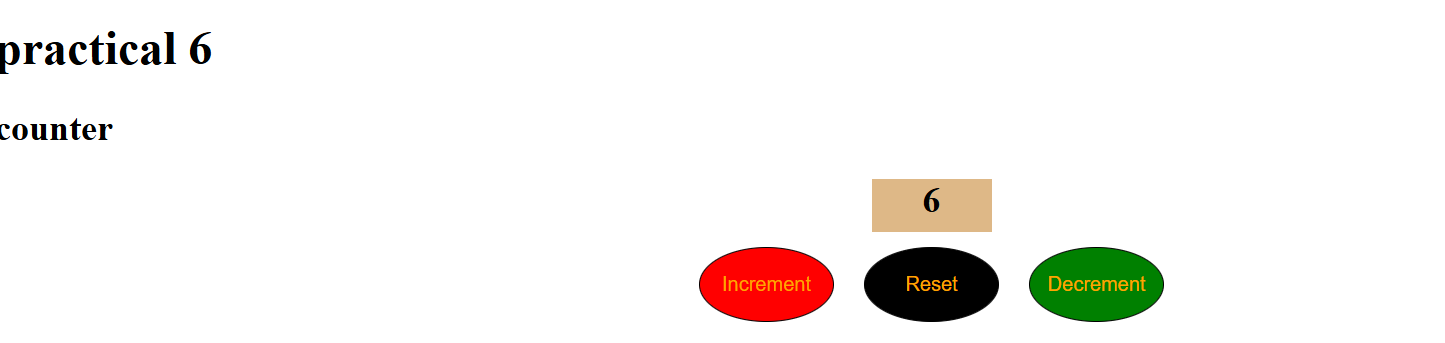 practical 6
counter
6
Increment Reset Decrement